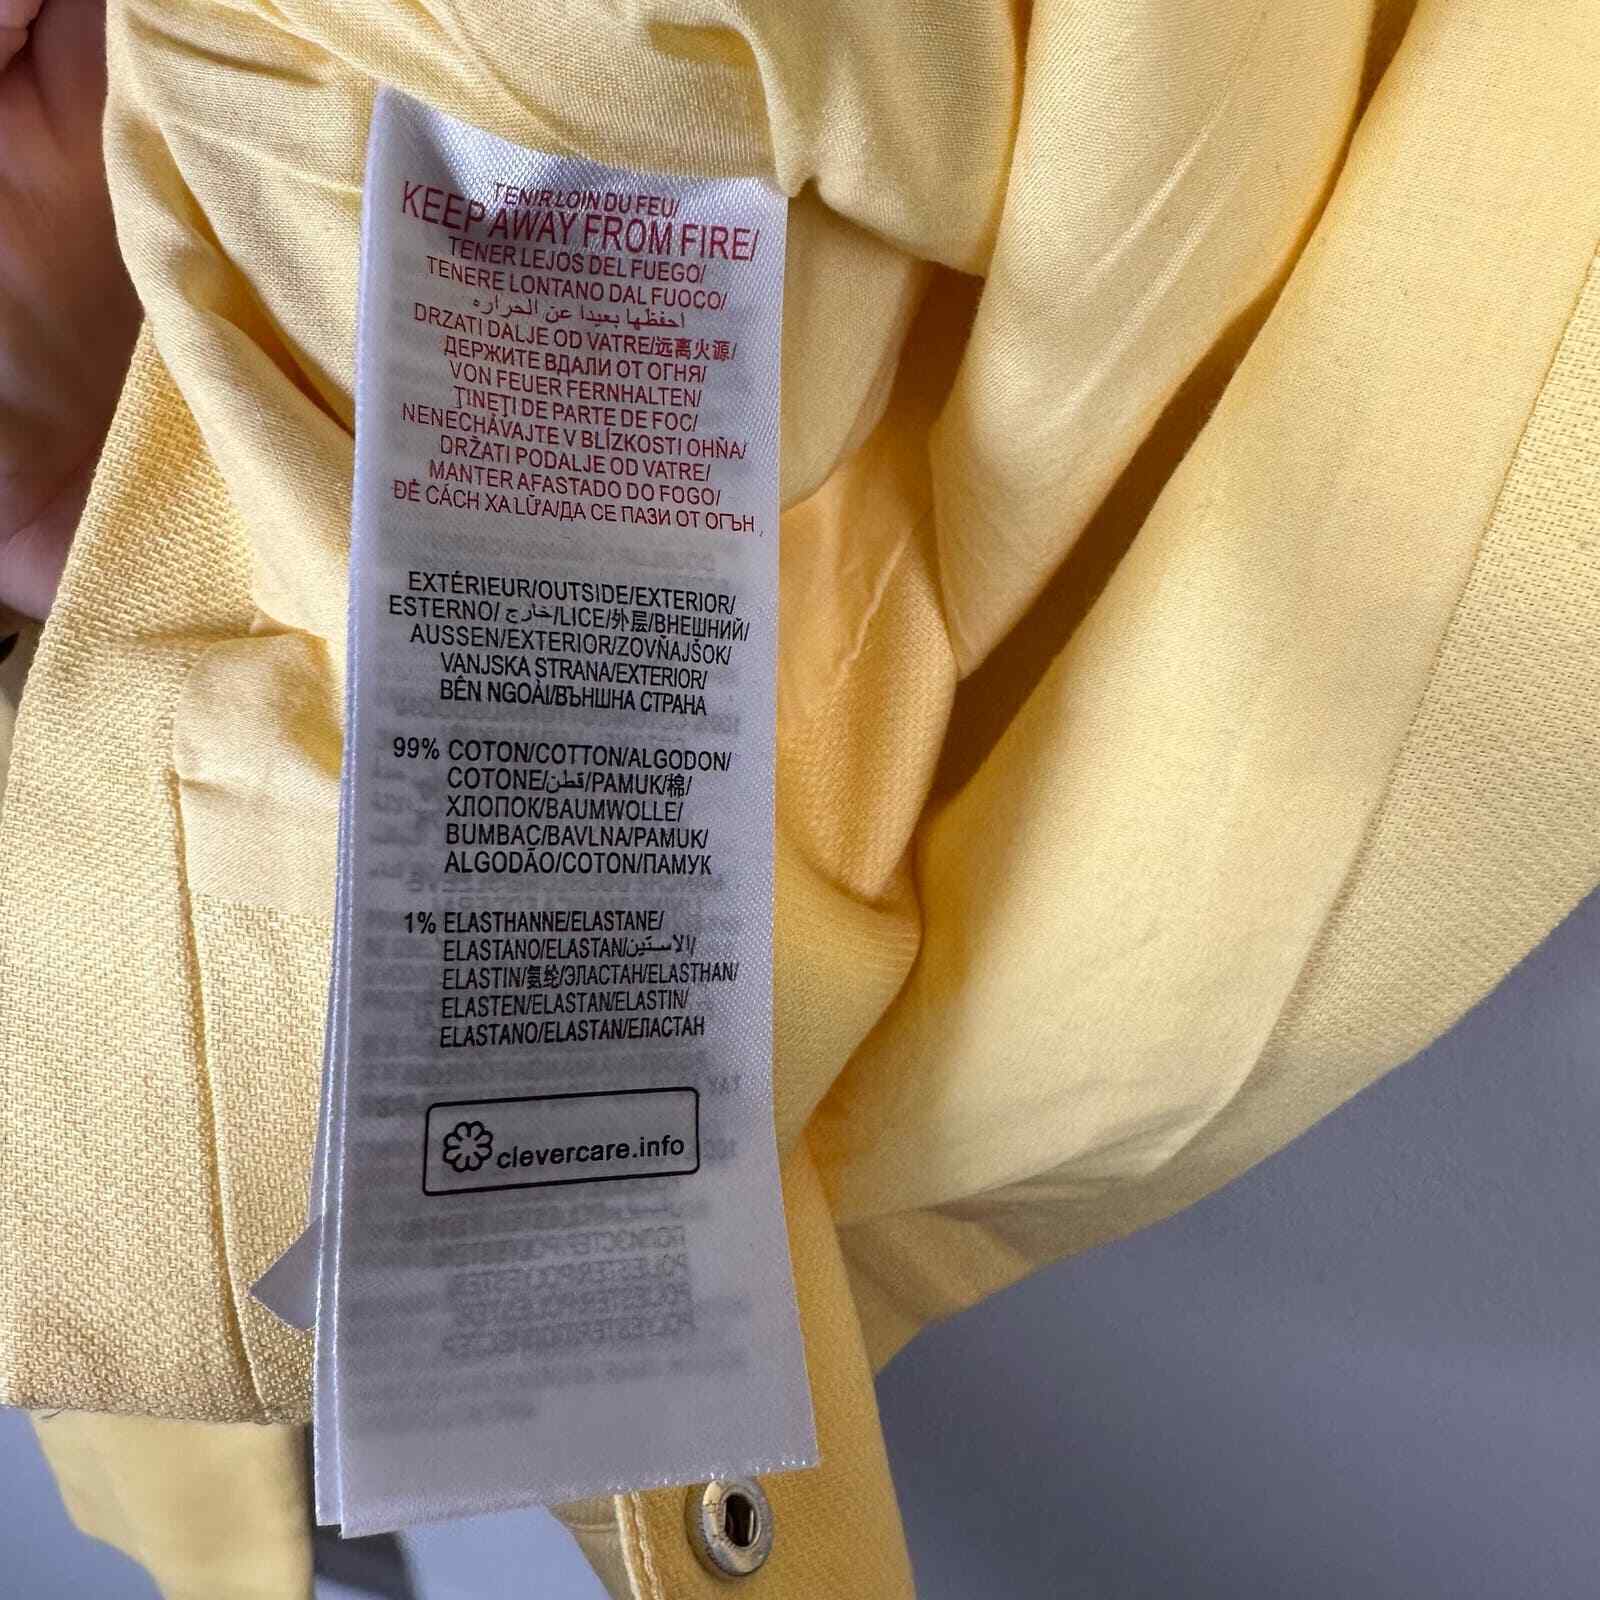 TENIR LOIN DU FEU/
KEEP AWAY FROM FIRE/
TENER LEJOS DEL FUEGO/
TENERE LONTANO DAL FUOCO/
احفظها بعيدا عن الحراره
DRZATI DALJE OD VATRE/远离火源/
ДЕРЖИТЕ ВДАЛИ ОТ ОГНЯ/
VON FEUER FERNHALTEN/
ȚINEȚI DE PARTE DE FOC/
NENECHÁVAJTE V BLÍZKOSTI OHŇA/
DRŽATI PODALJE OD VATRE/
MANTER AFASTADO DO FOGO/
ĐỂ CÁCH XA LỬA/ДА СЕ ПАЗИ ОТ ОГЪН,
EXTÉRIEUR/OUTSIDE/EXTERIOR/
ESTERNO/خارج/LICE/外层/ВНЕШНИЙ/
AUSSEN/EXTERIOR/ZOVŇAJŠOK/
VANJSKA STRANA/EXTERIOR/
BÊN NGOÀI/ВЪНШНА СТРАНА
99% COTON/COTTON/ALGODON/
COTONE/قطن/PAMUK/棉/
ХЛОПОК/BAUMWOLLE/
BUMBAC/BAVLNA/PAMUK/
ALGODÃO/COTON/ПАМУК
1% ELASTHANNE/ELASTANE/
ELASTANO/ELASTAN/الاستين/
ELASTIN/氨纶/ЭЛАСТАН/ELASTHAN/
ELASTEN/ELASTAN/ELASTIN/
ELASTANO/ELASTAN/ЕЛАСТАН
clevercare.info